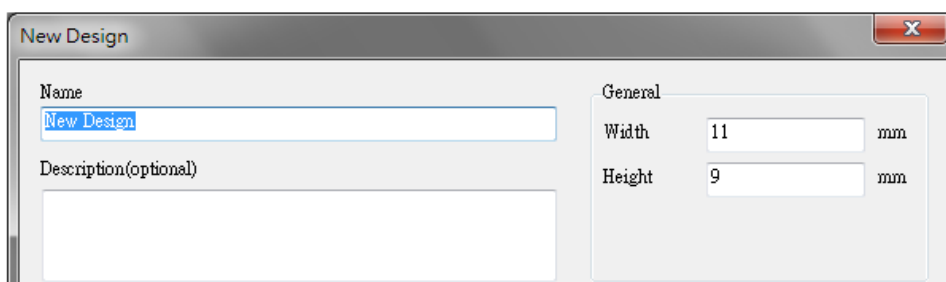 New Design
Name
New Design
Description(optional)
General
Width 11 mm
Height 9 mm